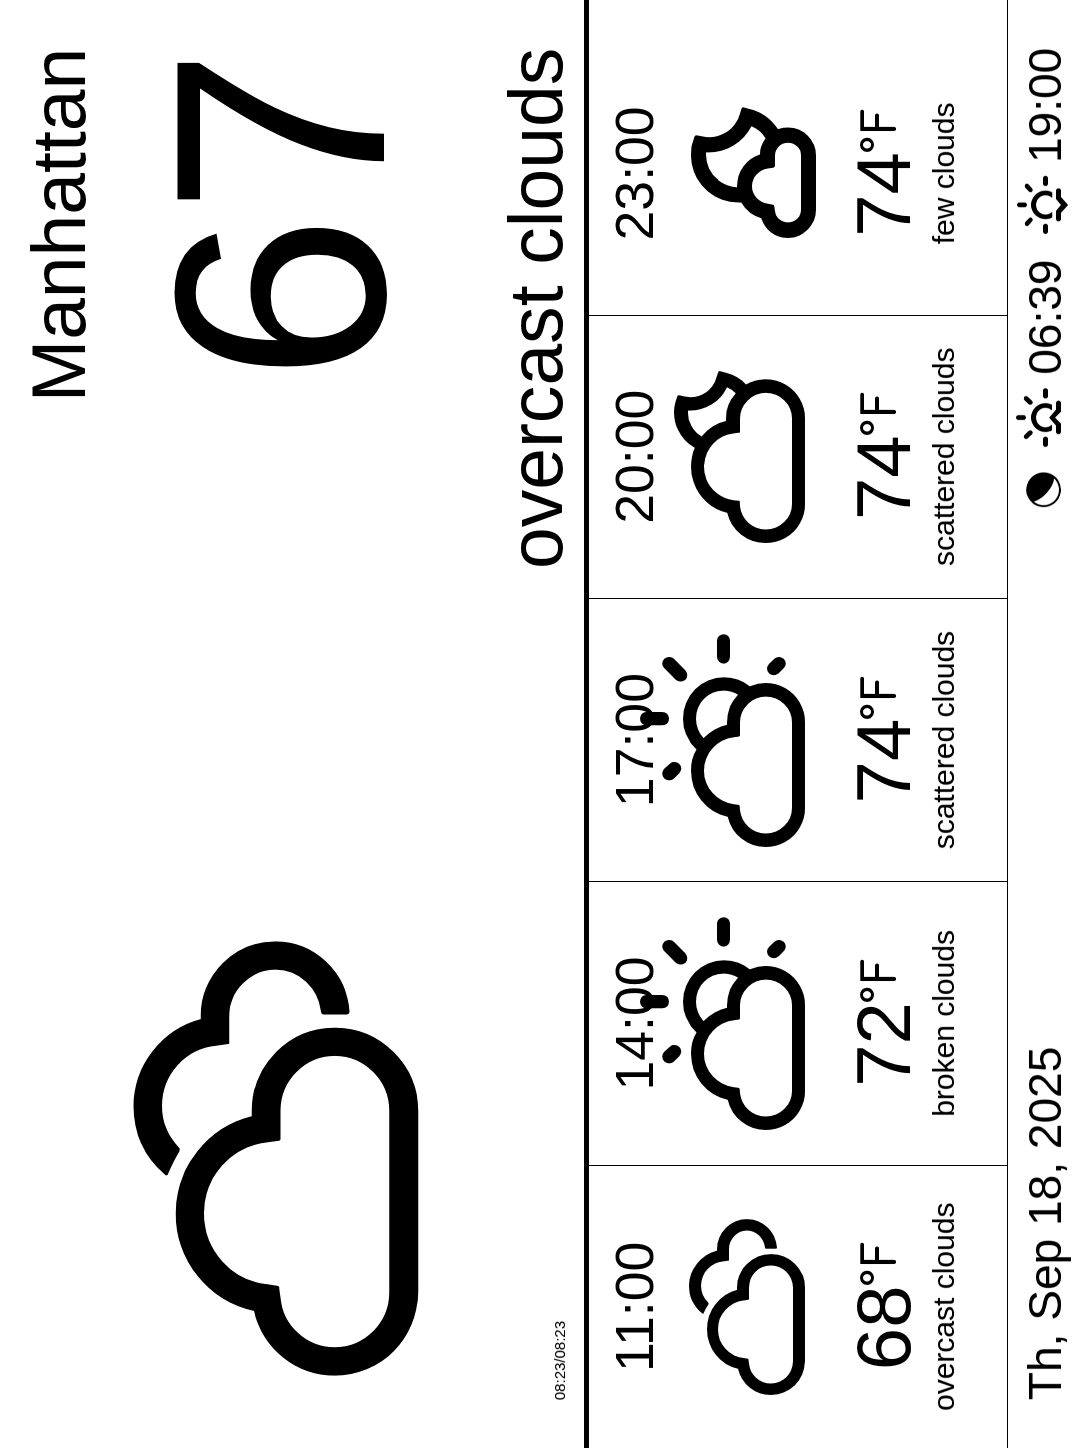 Manhattan
67
overcast clouds
08:23/08:23
11:00 14:00 17:00 20:00 23:00
68°F 72°F 74°F 74°F 74°F
overcast clouds broken clouds scattered clouds scattered clouds few clouds
Th, Sep 18, 2025 06:39 19:00